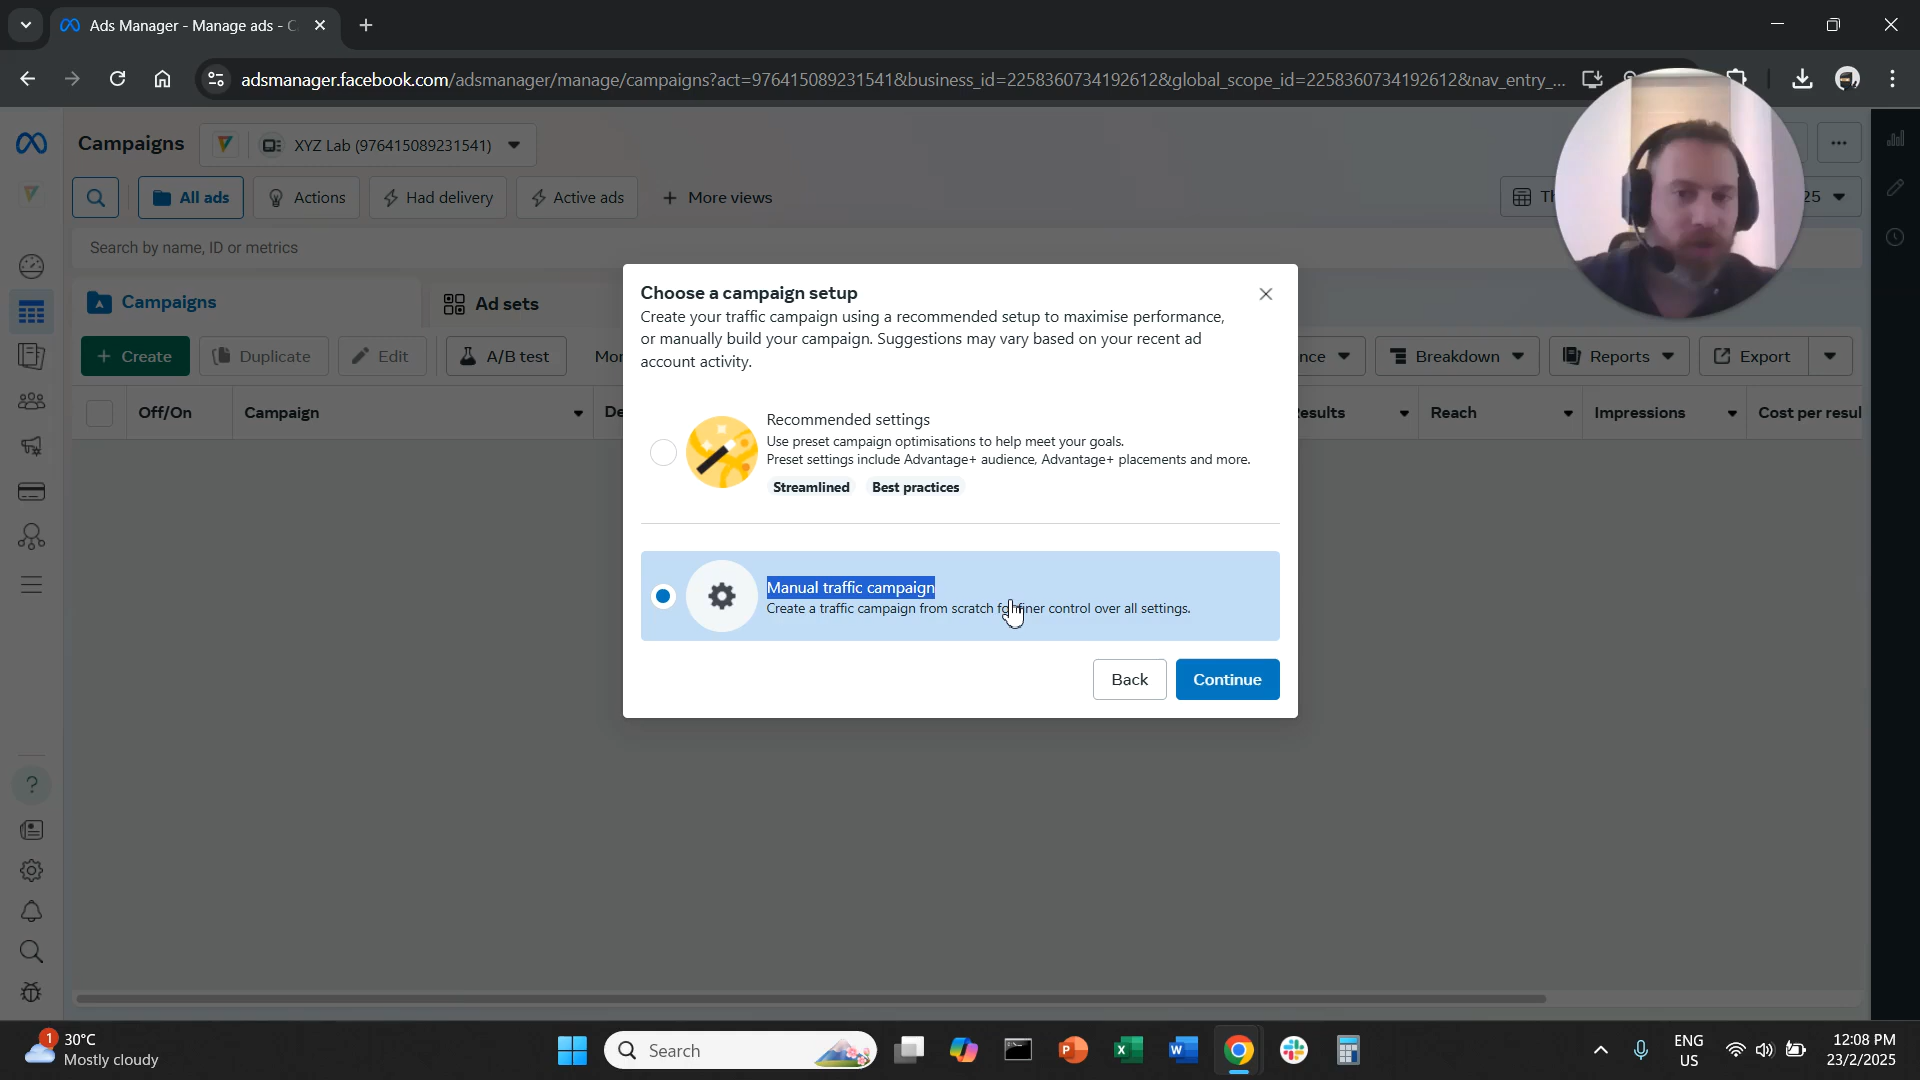 Ads Manager - Manage ads - C
adsmanager.facebook.com/adsmanager/manage/campaigns?act=976415089231541&business_id=2258360734192612&global_scope_id=2258360734192612&nav_entry_...
Campaigns
XYZ Lab (976415089231541)
All ads
Actions
Had delivery
Active ads
+ More views
Th
25
Search by name, ID or metrics
Campaigns
Ad sets
+ Create
Duplicate
Edit
A/B test
Mor
nce
Breakdown
Reports
Export
Off/On
Campaign
De
esults
Reach
Impressions
Cost per resul
Choose a campaign setup
Create your traffic campaign using a recommended setup to maximise performance,
or manually build your campaign. Suggestions may vary based on your recent ad
account activity.
Recommended settings
Use preset campaign optimisations to help meet your goals.
Preset settings include Advantage+ audience, Advantage+ placements and more.
Streamlined
Best practices
Manual traffic campaign
Create a traffic campaign from scratch for finer control over all settings.
Back
Continue
1
30°C
Mostly cloudy
Search
ENG
US
12:08 PM
23/2/2025